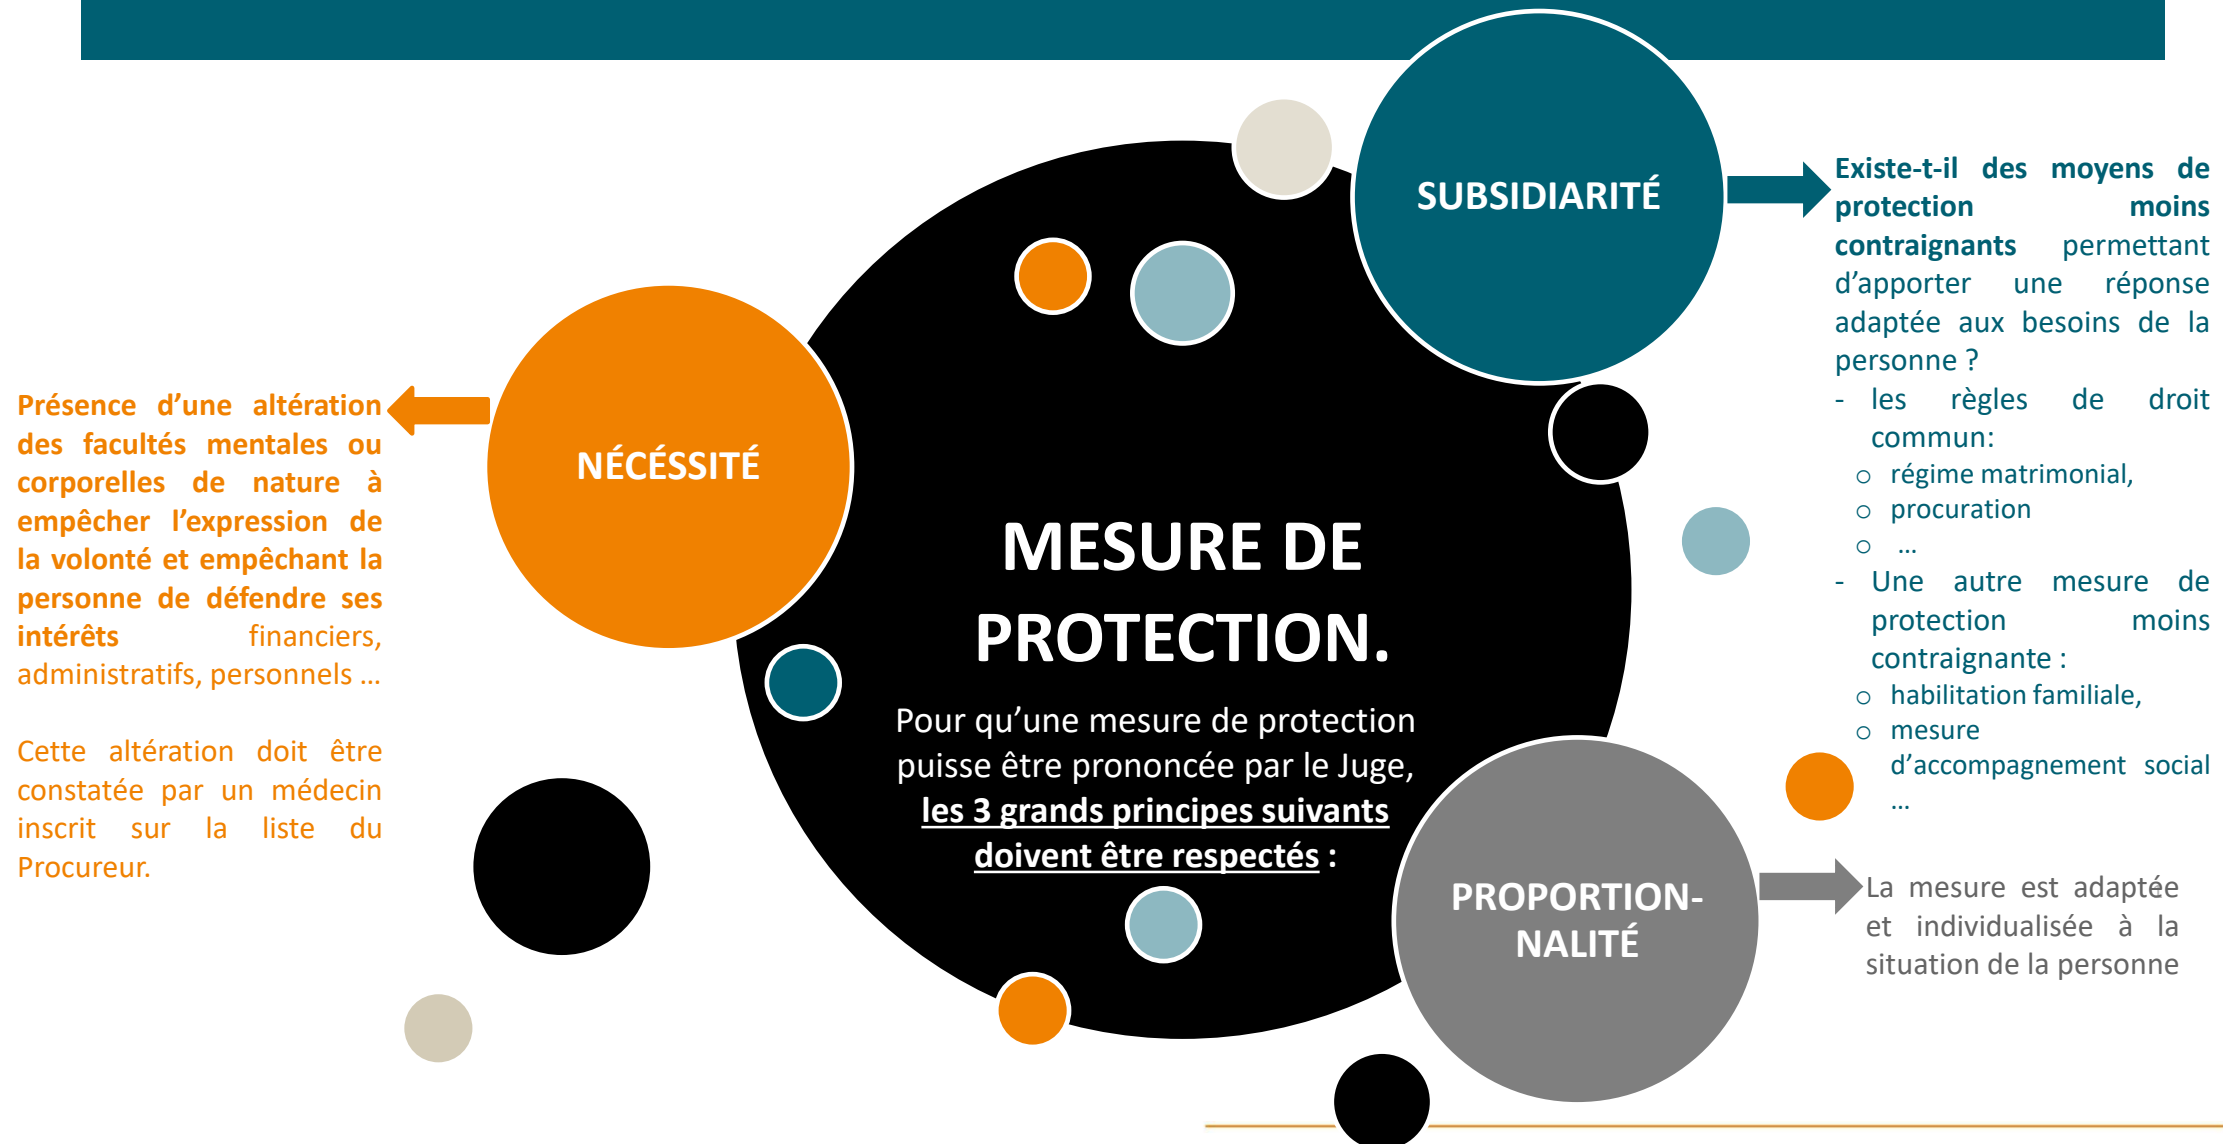 SUBSIDIARITÉ
Existe-t-il des moyens de
protection moins
contraignants permettant
d’apporter une réponse
adaptée aux besoins de la
personne ?
- les règles de droit
commun:
o régime matrimonial,
o procuration
o …
- Une autre mesure de
protection moins
contraignante :
o habilitation familiale,
o mesure
d’accompagnement social
…
NÉCÉSSITÉ
Présence d’une altération
des facultés mentales ou
corporelles de nature à
empêcher l’expression de
la volonté et empêchant la
personne de défendre ses
intérêts financiers,
administratifs, personnels …
Cette altération doit être
constatée par un médecin
inscrit sur la liste du
Procureur.
MESURE DE
PROTECTION.
Pour qu’une mesure de protection
puisse être prononcée par le Juge,
les 3 grands principes suivants
doivent être respectés :
PROPORTION-
NALITÉ
La mesure est adaptée
et individualisée à la
situation de la personne